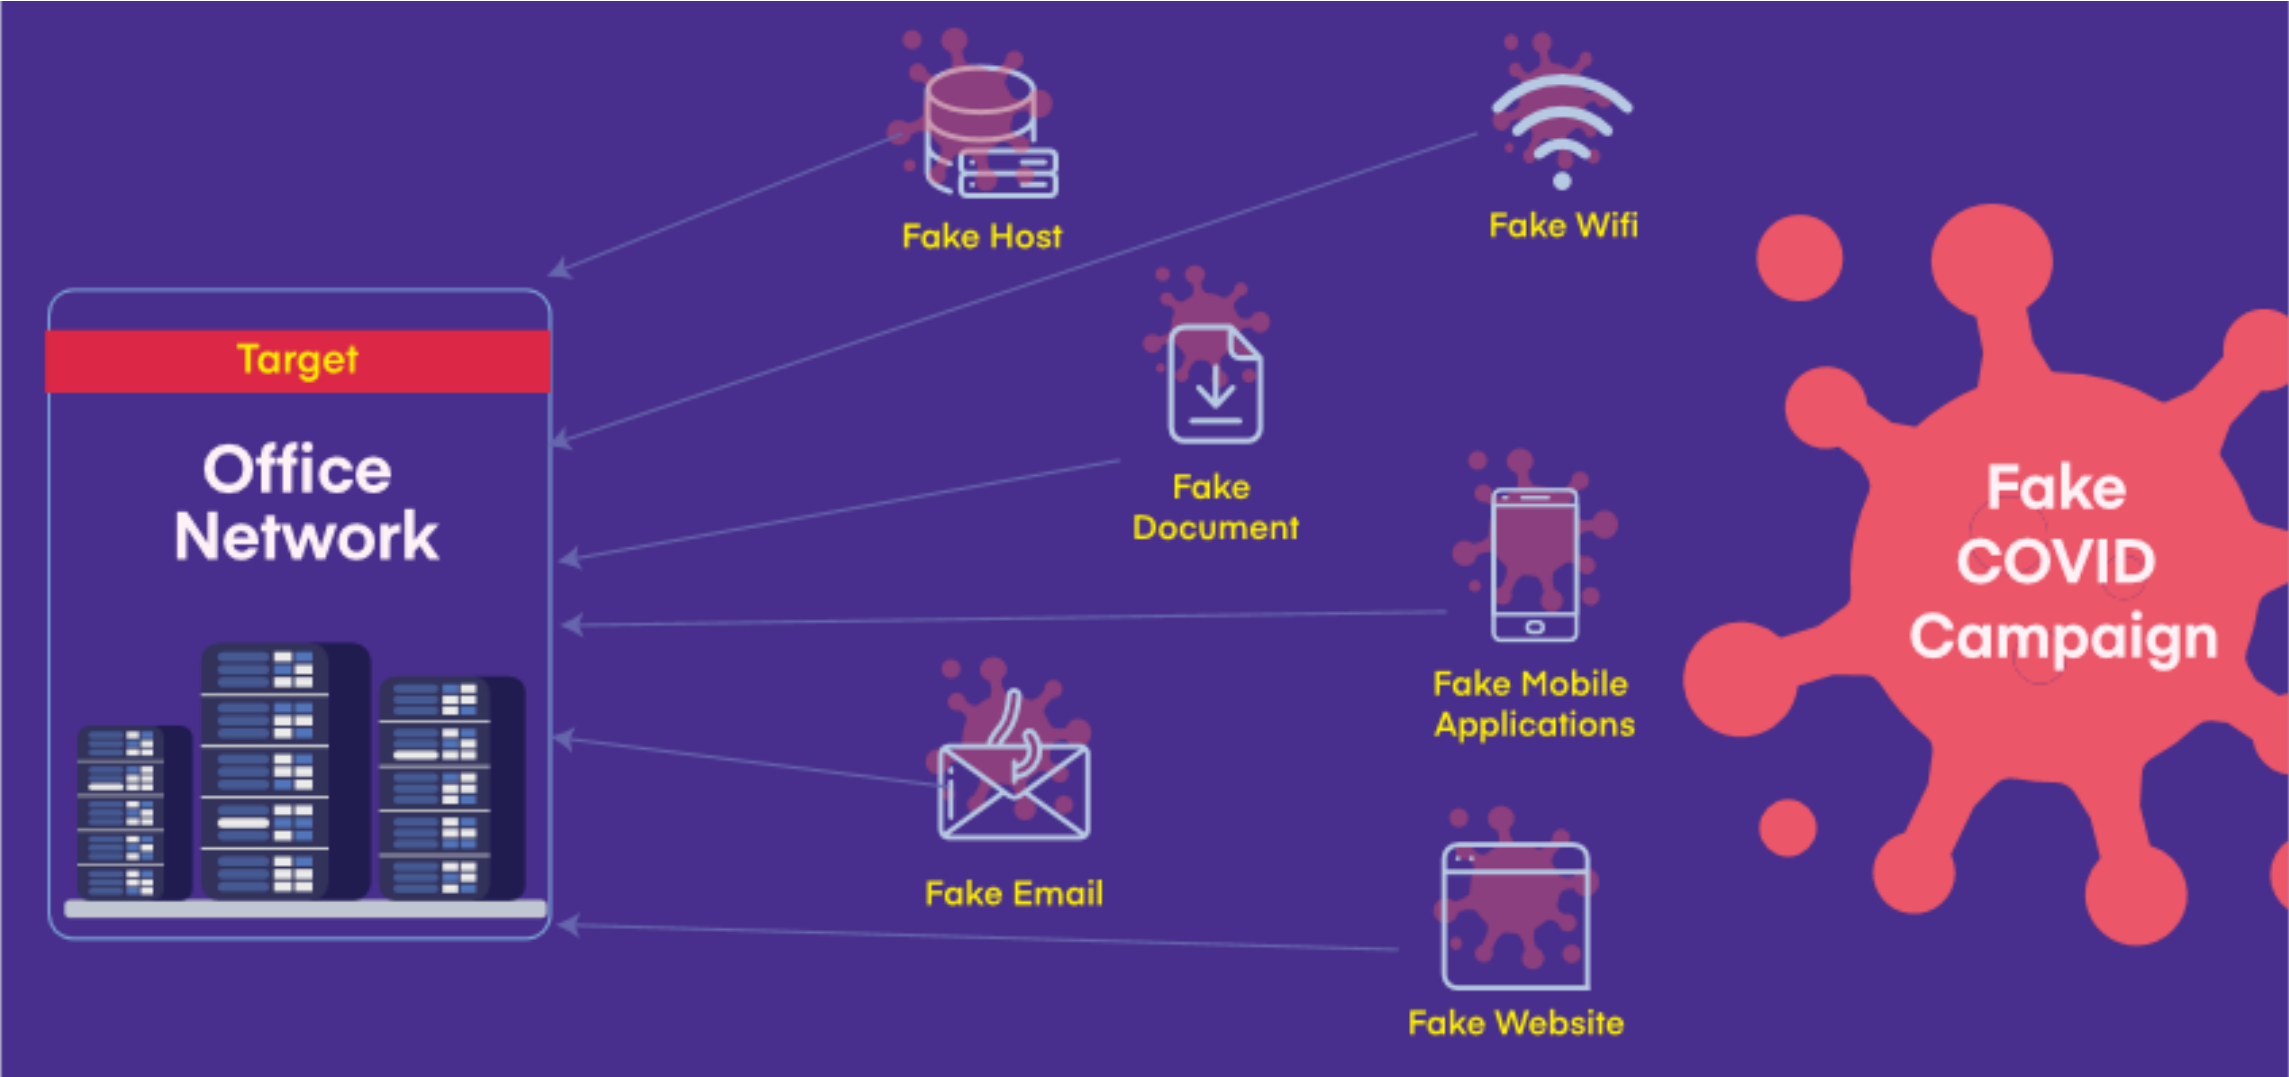 Fake Host
Fake Wifi
Target
Office
Network
Fake
Document
Fake Mobile
Applications
Fake Email
Fake Website
Fake
COVID
Campaign